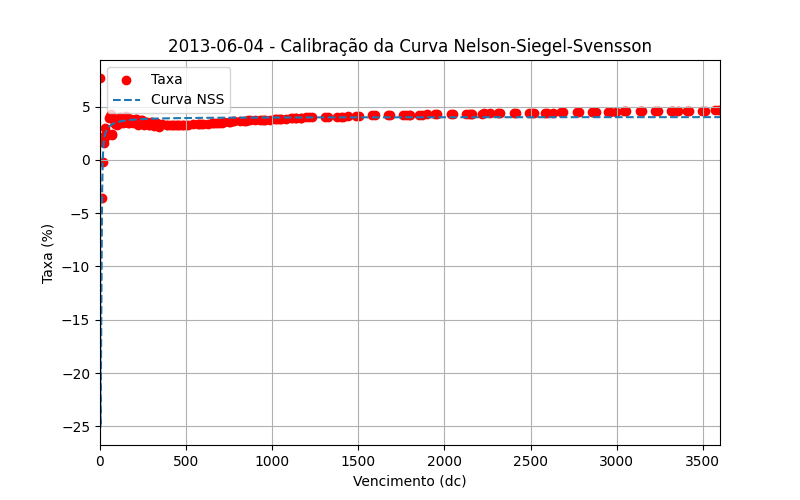 2013-06-04 - Calibração da Curva Nelson-Siegel-Svensson
Taxa
Curva NSS
Taxa (%)
5
0
−5
−10
−15
−20
−25
0 500 1000 1500 2000 2500 3000 3500
Vencimento (dc)